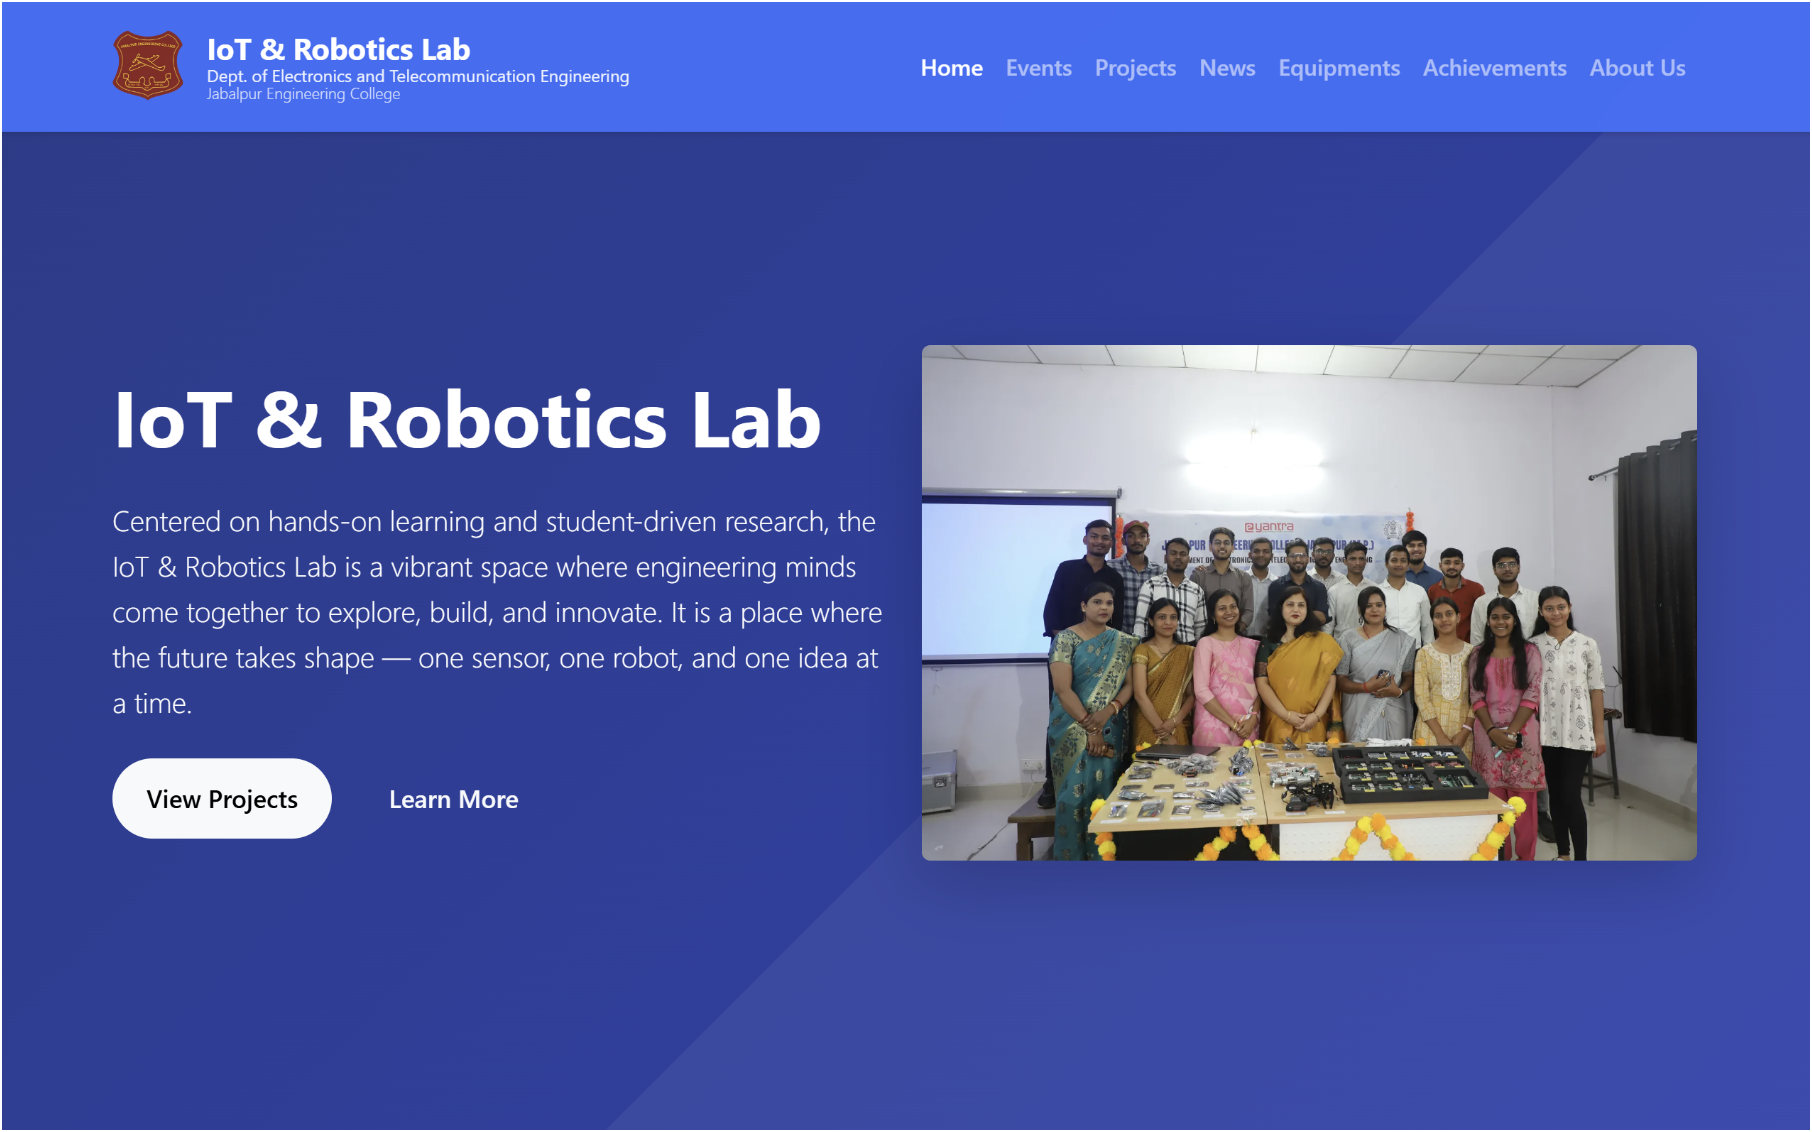 JABALPUR ENGINEERING COLLEGE
IoT & Robotics Lab
Dept. of Electronics and Telecommunication Engineering
Jabalpur Engineering College
Home Events Projects News Equipments Achievements About Us
IoT & Robotics Lab
Centered on hands-on learning and student-driven research, the
IoT & Robotics Lab is a vibrant space where engineering minds
come together to explore, build, and innovate. It is a place where
the future takes shape — one sensor, one robot, and one idea at
a time.
View Projects Learn More
eyantra